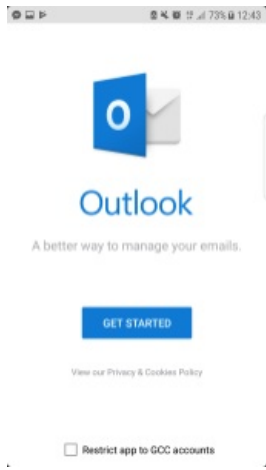 73% 12:43
O
Outlook
A better way to manage your emails.
GET STARTED
View our Privacy & Cookies Policy
Restrict app to GCC accounts